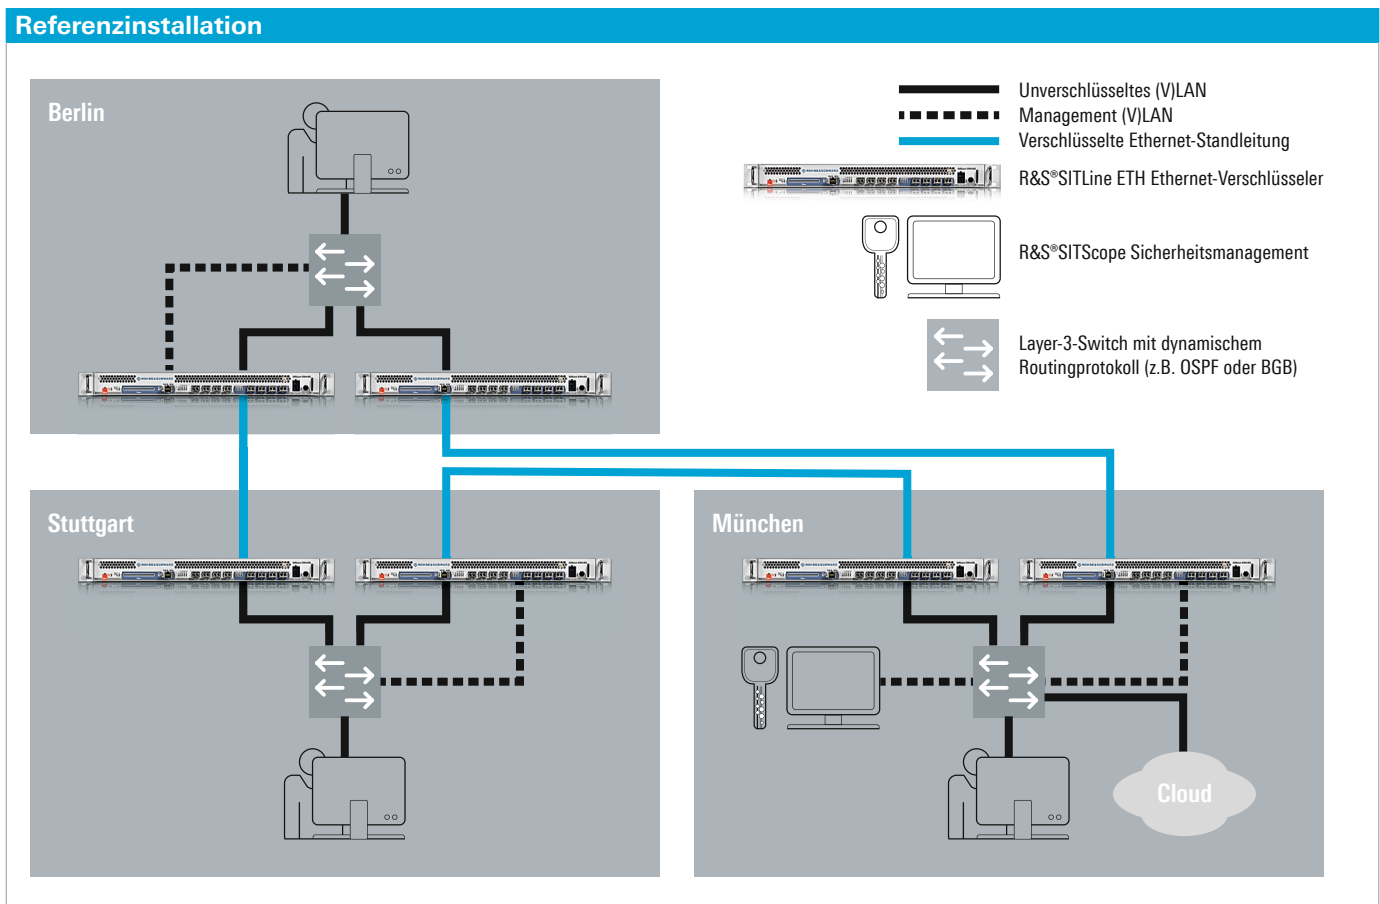 Referenzinstallation
Berlin
Unverschlüsseltes (V)LAN
Management (V)LAN
Verschlüsselte Ethernet-Standleitung
R&S®SITLine ETH Ethernet-Verschlüsseler
R&S®SITScope Sicherheitsmanagement
Layer-3-Switch mit dynamischem
Routingprotokoll (z.B. OSPF oder BGB)
Stuttgart
München
Cloud